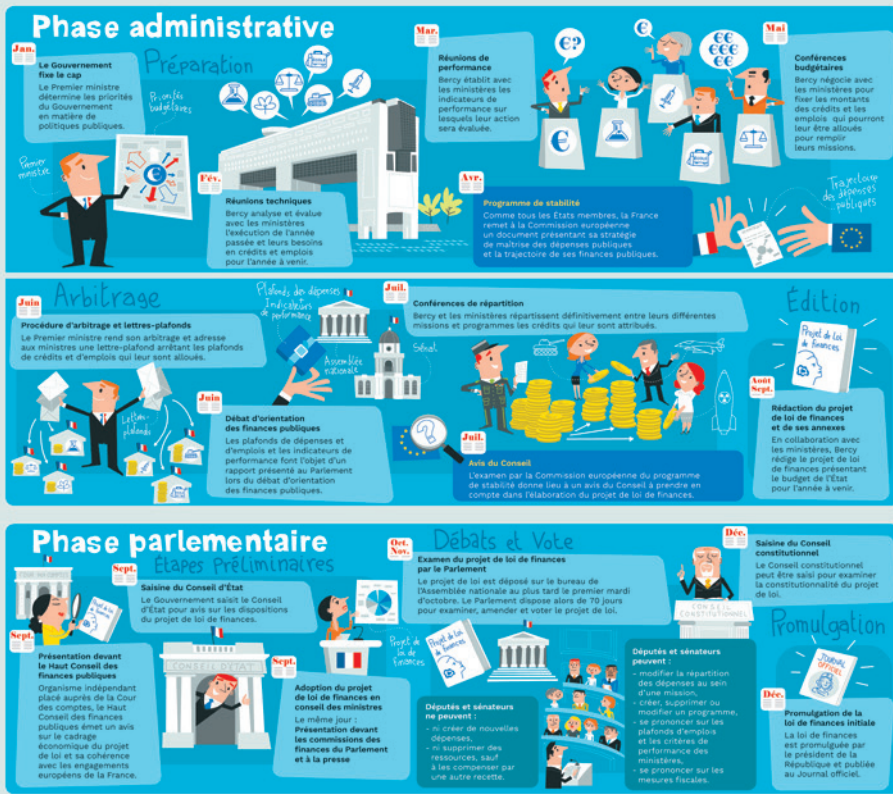 Phase administrative
Jan.
Le Gouvernement
fixe le cap
Le Premier ministre
détermine les priorités
du Gouvernement
en matière de
politiques publiques.
Préparation
Priorités
budgétaires
Premier
ministre
Fév.
Réunions techniques
Bercy analyse et évalue
avec les ministères
l'exécution de l'année
passée et leurs besoins
en crédits et emplois
pour l'année à venir.
Mar.
Réunions de
performance
Bercy établit avec
les ministères les
indicateurs de
performance sur
lesquels leur action
sera évaluée.
€?
€
€€
€€€
€€
€
Mai
Conférences
budgétaires
Bercy négocie avec
les ministères pour
fixer les montants
des crédits et les
emplois qui pourront
leur être alloués
pour remplir
leurs missions.
Avr.
Programme de stabilité
Comme tous les États membres, la France
remet à la Commission européenne
un document présentant sa stratégie
de maîtrise des dépenses publiques
et la trajectoire de ses finances publiques.
Trajectoire
des dépenses
publiques
Juin
Arbitrage
Procédure d'arbitrage et lettres-plafonds
Le Premier ministre rend son arbitrage et adresse
aux ministres une lettre-plafond arrêtant les plafonds
de crédits et d'emplois qui leur sont alloués.
Lettres-
plafonds
Plafonds des dépenses
Indicateurs
de performance
Assemblée
nationale
Sénat
Juin
Débat d'orientation
des finances publiques
Les plafonds de dépenses et
d'emplois et les indicateurs de
performance font l'objet d'un
rapport présenté au Parlement
lors du débat d'orientation
des finances publiques.
Juil.
Conférences de répartition
Bercy et les ministères répartissent définitivement entre leurs différentes
missions et programmes les crédits qui leur sont attribués.
?
Juil.
Avis du Conseil
L'examen par la Commission européenne du programme
de stabilité donne lieu à un avis du Conseil à prendre en
compte dans l'élaboration du projet de loi de finances.
Édition
Projet de loi
de finances
Août
Sept.
Rédaction du projet
de loi de finances
et de ses annexes
En collaboration avec
les ministères, Bercy
rédige le projet de loi
de finances présentant
le budget de l'État
pour l'année à venir.
Phase parlementaire
Étapes Préliminaires
COUR DES COMPTES
Projet de loi
de finances
Sept.
Saisine du Conseil d'État
Le Gouvernement saisit le Conseil
d'État pour avis sur les dispositions
du projet de loi de finances.
Sept.
Présentation devant
le Haut Conseil des
finances publiques
Organisme indépendant
placé auprès de la Cour
des comptes, le Haut
Conseil des finances
publiques émet un avis
sur le cadrage
économique du projet
de loi et sa cohérence
avec les engagements
européens de la France.
CONSEIL D'ÉTAT
Sept.
Adoption du projet
de loi de finances en
conseil des ministres
Le même jour :
Présentation devant
les commissions des
finances du Parlement
et à la presse
Oct.
Nov.
Débats et Vote
Examen du projet de loi de finances
par le Parlement
Le projet de loi est déposé sur le bureau de
l'Assemblée nationale au plus tard le premier mardi
d'octobre. Le Parlement dispose alors de 70 jours
pour examiner, amender et voter le projet de loi.
Projet
de loi
de
finances
Projet de loi
de finances
Députés et sénateurs
ne peuvent :
- ni créer de nouvelles
dépenses,
- ni supprimer des
ressources, sauf
à les compenser par
une autre recette.
Députés et sénateurs
peuvent :
- modifier la répartition
des dépenses au sein
d'une mission,
- créer, supprimer ou
modifier un programme,
- se prononcer sur les
plafonds d'emplois
et les critères de
performance des
ministères,
- se prononcer sur les
mesures fiscales.
Déc.
Saisine du Conseil
constitutionnel
Le Conseil constitutionnel
peut être saisi pour examiner
la constitutionnalité du projet
de loi.
CONSEIL
CONSTITUTIONNEL
Promulgation
JOURNAL
OFFICIEL
Déc.
Promulgation de la
loi de finances initiale
La loi de finances
est promulguée par
le président de la
République et publiée
au Journal officiel.